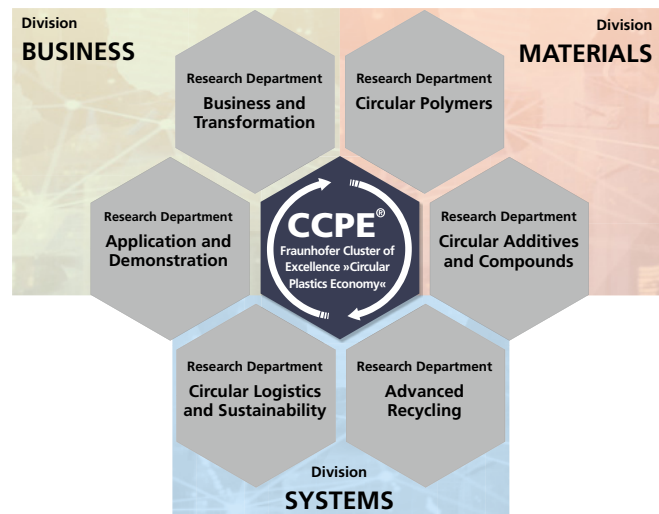 Division
BUSINESS
Division
MATERIALS
Research Department
Business and
Transformation
Research Department
Circular Polymers
Research Department
Application and
Demonstration
CCPE®
Fraunhofer Cluster of
Excellence »Circular
Plastics Economy«
Research Department
Circular Additives
and Compounds
Research Department
Circular Logistics
and Sustainability
Research Department
Advanced
Recycling
Division
SYSTEMS